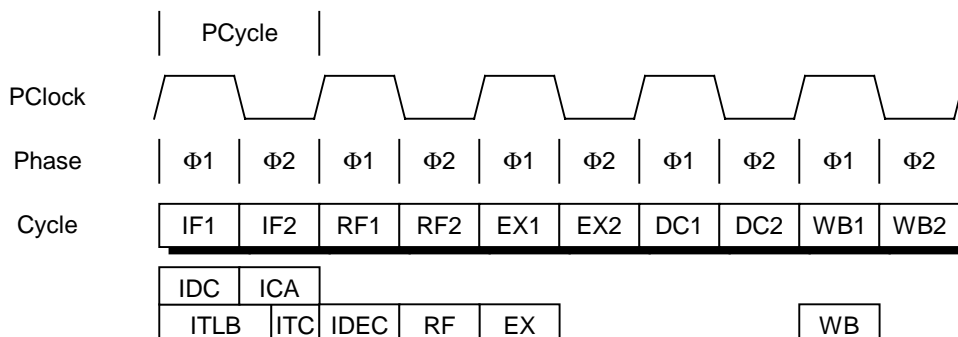 PCycle
PClock
Phase Φ1 Φ2 Φ1 Φ2 Φ1 Φ2 Φ1 Φ2 Φ1 Φ2
Cycle IF1 IF2 RF1 RF2 EX1 EX2 DC1 DC2 WB1 WB2
IDC ICA
ITLB ITC IDEC RF EX WB